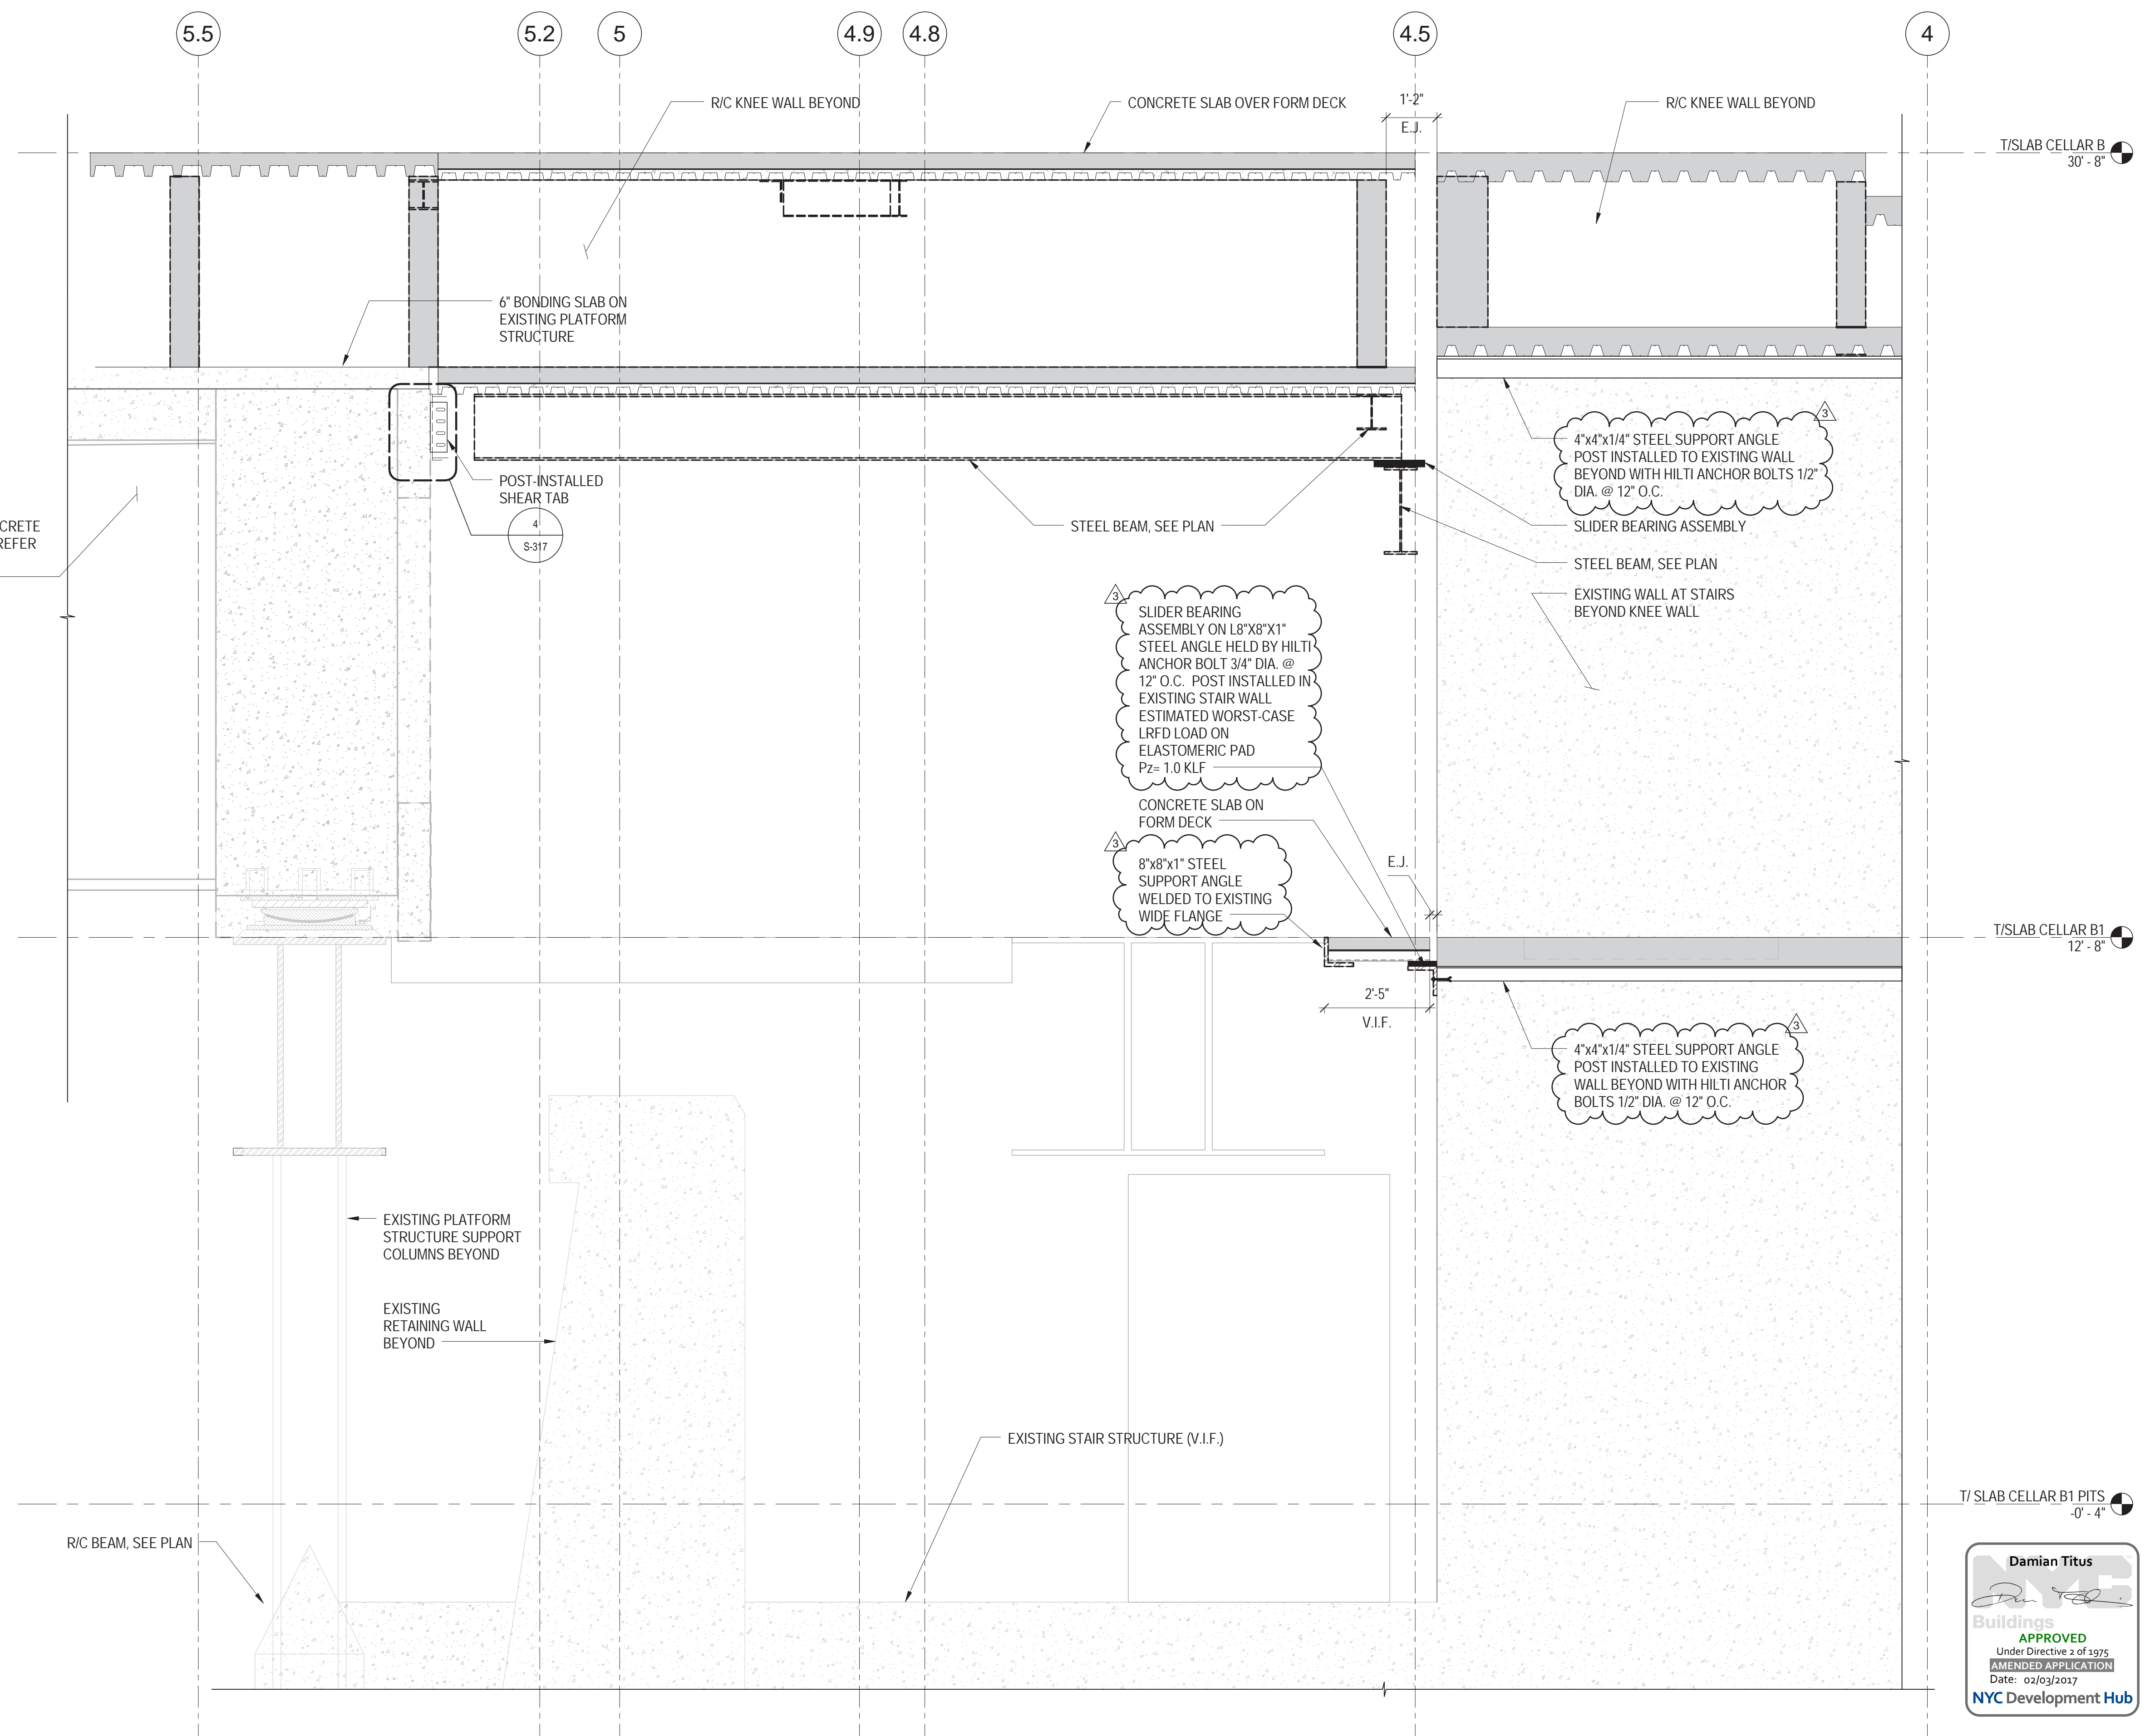 5.5
5.2
5
4.9
4.8
4.5
4
R/C KNEE WALL BEYOND
CONCRETE SLAB OVER FORM DECK
1'-2"
E.J.
R/C KNEE WALL BEYOND
T/SLAB CELLAR B
30' - 8"
6" BONDING SLAB ON
EXISTING PLATFORM
STRUCTURE
3
4"x4"x1/4" STEEL SUPPORT ANGLE
POST INSTALLED TO EXISTING WALL
BEYOND WITH HILTI ANCHOR BOLTS 1/2"
DIA. @ 12" O.C.
POST-INSTALLED
SHEAR TAB
4
S-317
CRETE
REFER
STEEL BEAM, SEE PLAN
SLIDER BEARING ASSEMBLY
STEEL BEAM, SEE PLAN
EXISTING WALL AT STAIRS
BEYOND KNEE WALL
3
SLIDER BEARING
ASSEMBLY ON L8"X8"X1"
STEEL ANGLE HELD BY HILTI
ANCHOR BOLT 3/4" DIA. @
12" O.C. POST INSTALLED IN
EXISTING STAIR WALL
ESTIMATED WORST-CASE
LRFD LOAD ON
ELASTOMERIC PAD
Pz= 1.0 KLF
CONCRETE SLAB ON
FORM DECK
3
8"x8"x1" STEEL
SUPPORT ANGLE
WELDED TO EXISTING
WIDE FLANGE
E.J.
T/SLAB CELLAR B1
12' - 8"
2'-5"
V.I.F.
3
4"x4"x1/4" STEEL SUPPORT ANGLE
POST INSTALLED TO EXISTING
WALL BEYOND WITH HILTI ANCHOR
BOLTS 1/2" DIA. @ 12" O.C.
EXISTING PLATFORM
STRUCTURE SUPPORT
COLUMNS BEYOND
EXISTING
RETAINING WALL
BEYOND
EXISTING STAIR STRUCTURE (V.I.F.)
T/ SLAB CELLAR B1 PITS
-0' - 4"
R/C BEAM, SEE PLAN
Damian Titus
NYC
Buildings
APPROVED
Under Directive 2 of 1975
AMENDED APPLICATION
Date: 02/03/2017
NYC Development Hub